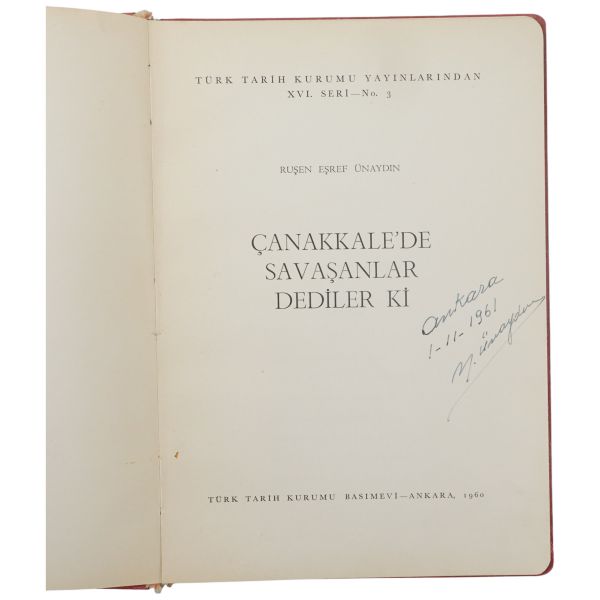 TÜRK TARİH KURUMU YAYINLARINDAN
XVI. SERİ—No. 3
RUŞEN EŞREF ÜNAYDIN
ÇANAKKALE'DE
SAVAŞANLAR
DEDİLER Kİ
Ankara
1-11-1961
Ünaydın
TÜRK TARİH KURUMU BASIMEVİ—ANKARA, 1960